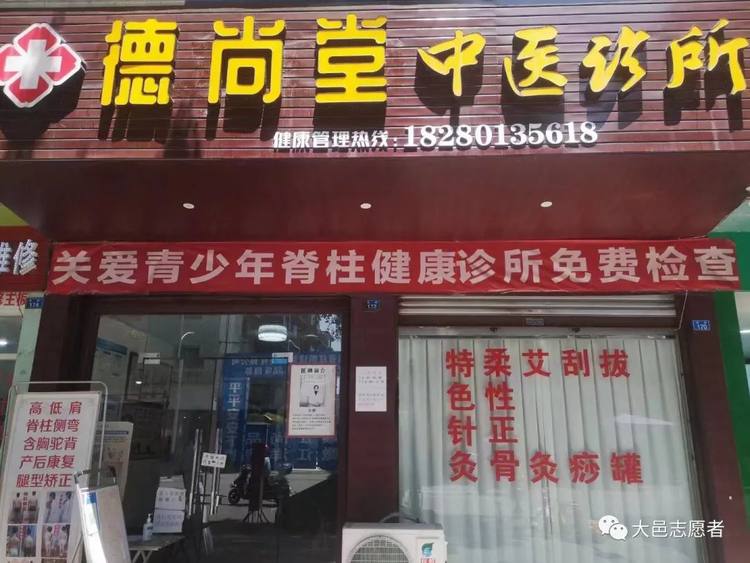 德尚堂中医诊所
健康管理热线:18280135618
维修
关爱青少年脊柱健康诊所免费检查
120
高低肩
脊柱侧弯
含胸驼背
产后康复
腿型矫正
特色针灸
柔性正骨
艾灸
刮痧
拔罐
大邑志愿者